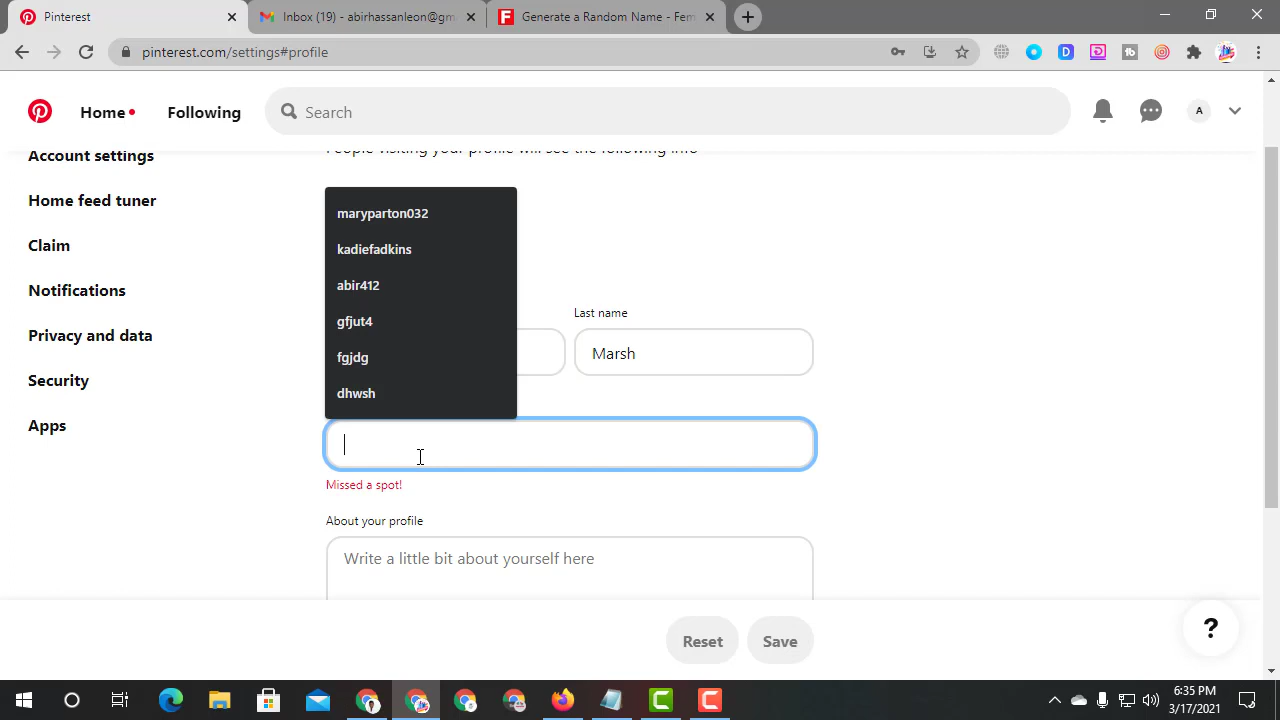 Pinterest
Inbox (19) - abirhassanleon@gm
Generate a Random Name - Fem
pinterest.com/settings#profile
Home
Following
Search
A
People visiting your profile will see the following info
Account settings
Home feed tuner
Claim
Notifications
Privacy and data
Security
Apps
maryparton032
kadiefadkins
abir412
gfjut4
fgjdg
dhwsh
Last name
Marsh
Missed a spot!
About your profile
Write a little bit about yourself here
Reset
Save
?
6:35 PM
3/17/2021